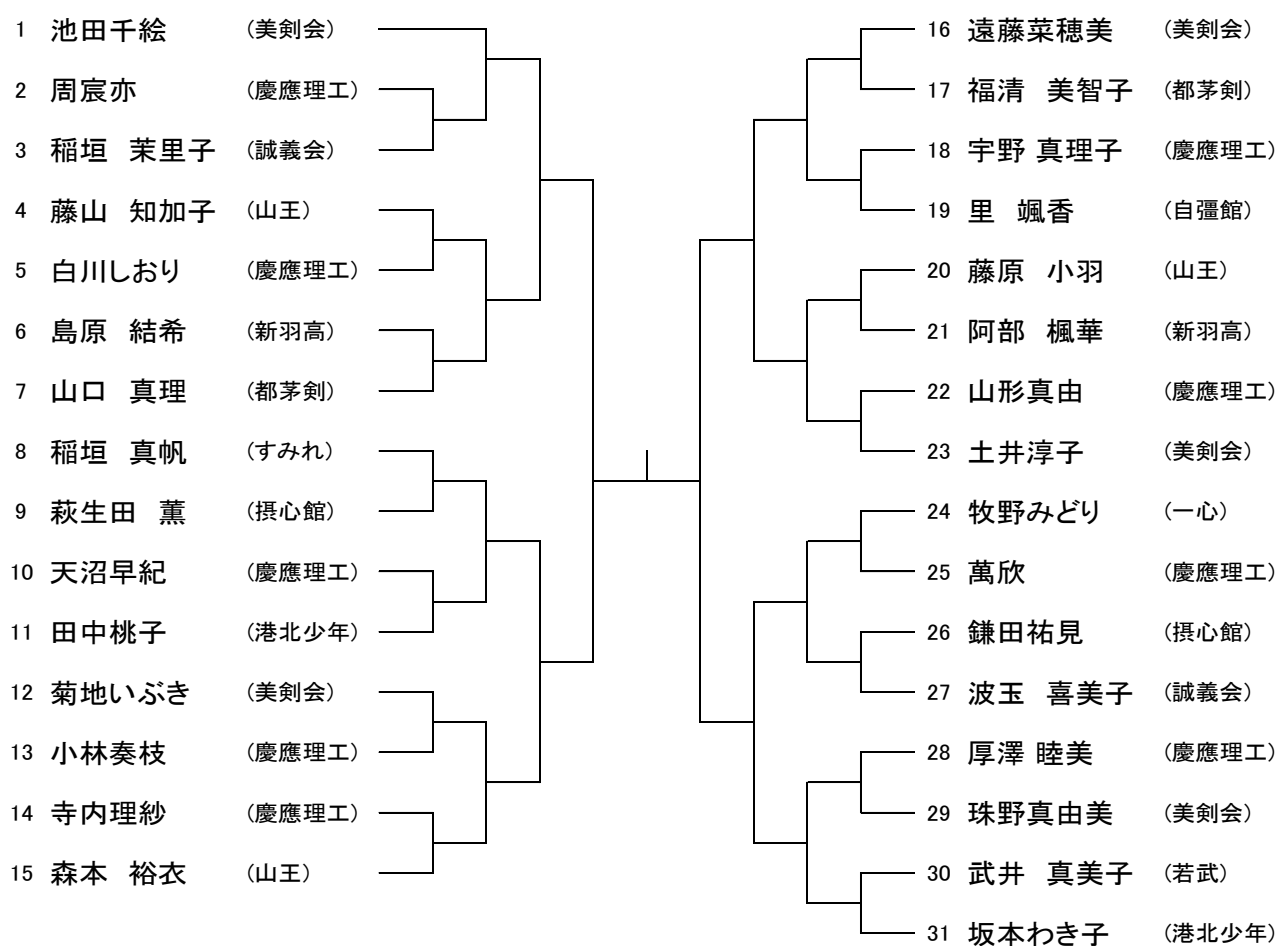 1 池田千絵 (美剣会)
2 周宸亦 (慶應理工)
3 稲垣　茉里子 (誠義会)
4 藤山　知加子 (山王)
5 白川しおり (慶應理工)
6 島原　結希 (新羽高)
7 山口　真理 (都茅剣)
8 稲垣　真帆 (すみれ)
9 萩生田　薫 (摂心館)
10 天沼早紀 (慶應理工)
11 田中桃子 (港北少年)
12 菊地いぶき (美剣会)
13 小林奏枝 (慶應理工)
14 寺内理紗 (慶應理工)
15 森本　裕衣 (山王)
16 遠藤菜穂美 (美剣会)
17 福清　美智子 (都茅剣)
18 宇野 真理子 (慶應理工)
19 里　颯香 (自彊館)
20 藤原　小羽 (山王)
21 阿部　楓華 (新羽高)
22 山形真由 (慶應理工)
23 土井淳子 (美剣会)
24 牧野みどり (一心)
25 萬欣 (慶應理工)
26 鎌田祐見 (摂心館)
27 波玉　喜美子 (誠義会)
28 厚澤 睦美 (慶應理工)
29 珠野真由美 (美剣会)
30 武井　真美子 (若武)
31 坂本わき子 (港北少年)